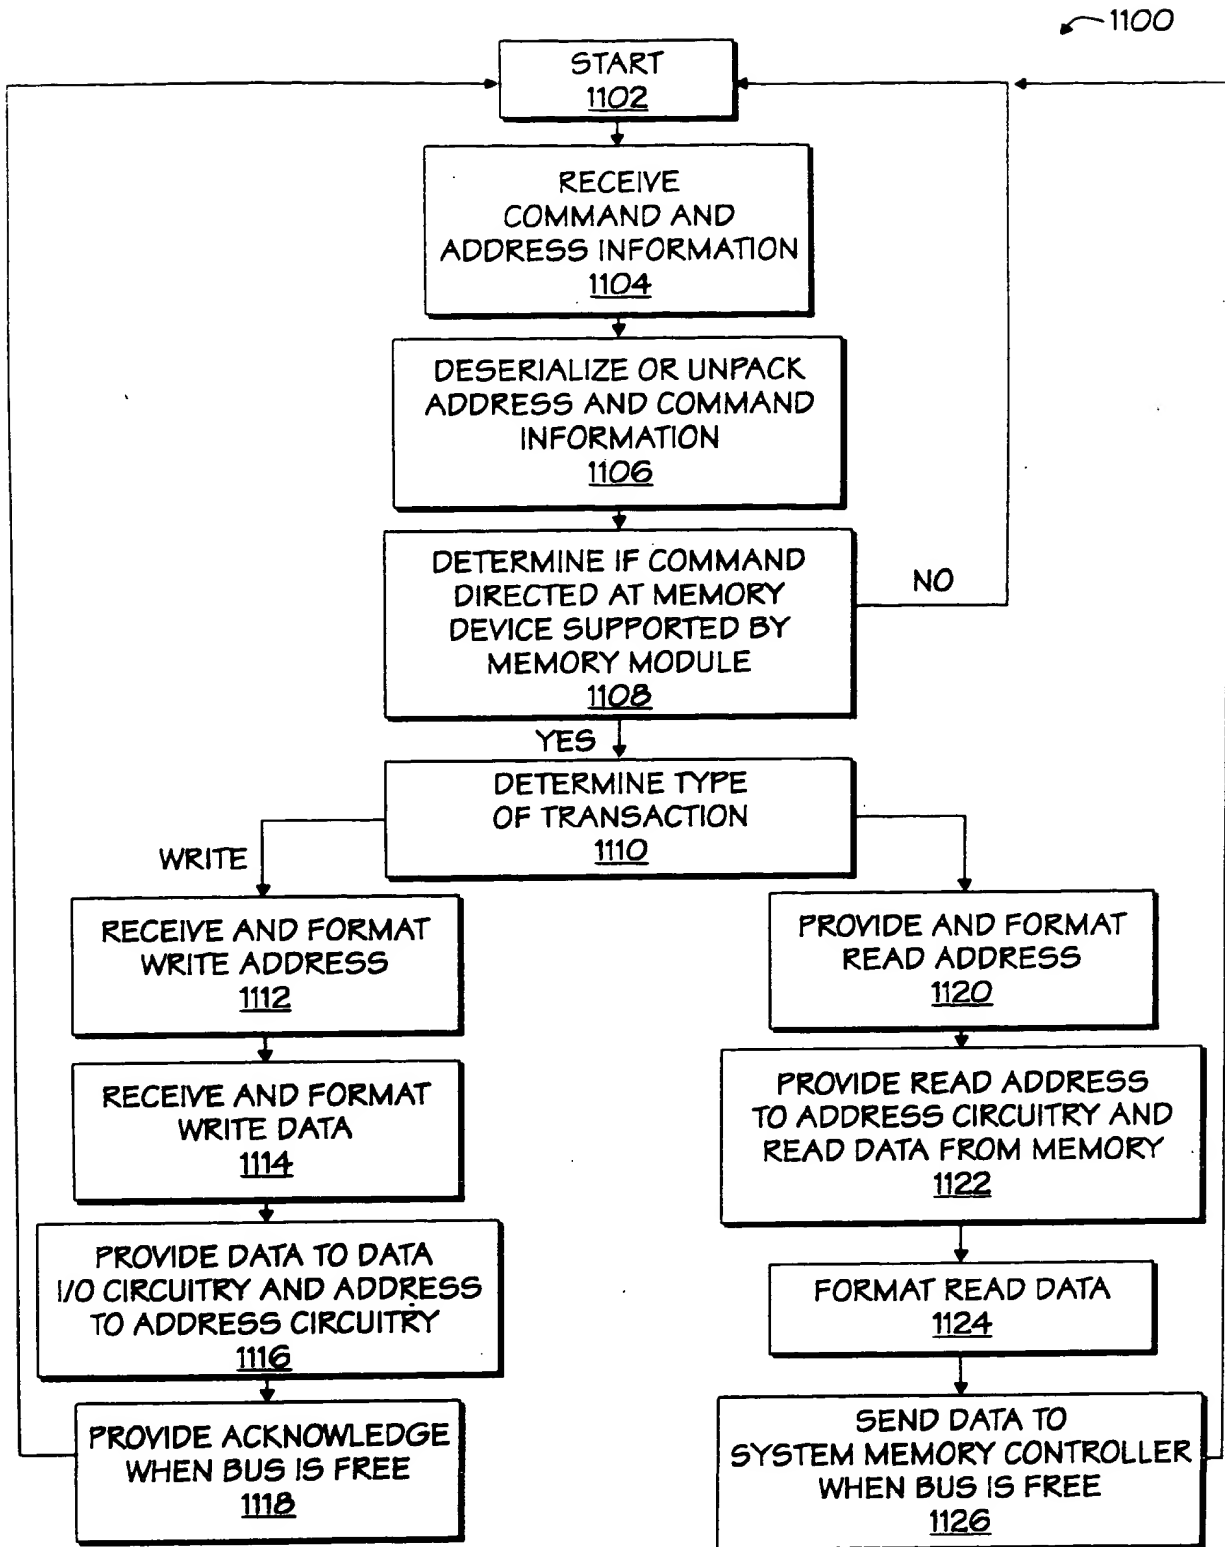 1100
START
1102
RECEIVE
COMMAND AND
ADDRESS INFORMATION
1104
DESERIALIZE OR UNPACK
ADDRESS AND COMMAND
INFORMATION
1106
DETERMINE IF COMMAND
DIRECTED AT MEMORY
DEVICE SUPPORTED BY
MEMORY MODULE
1108
NO
YES
DETERMINE TYPE
OF TRANSACTION
1110
WRITE
RECEIVE AND FORMAT
WRITE ADDRESS
1112
RECEIVE AND FORMAT
WRITE DATA
1114
PROVIDE DATA TO DATA
I/O CIRCUITRY AND ADDRESS
TO ADDRESS CIRCUITRY
1116
PROVIDE ACKNOWLEDGE
WHEN BUS IS FREE
1118
PROVIDE AND FORMAT
READ ADDRESS
1120
PROVIDE READ ADDRESS
TO ADDRESS CIRCUITRY AND
READ DATA FROM MEMORY
1122
FORMAT READ DATA
1124
SEND DATA TO
SYSTEM MEMORY CONTROLLER
WHEN BUS IS FREE
1126